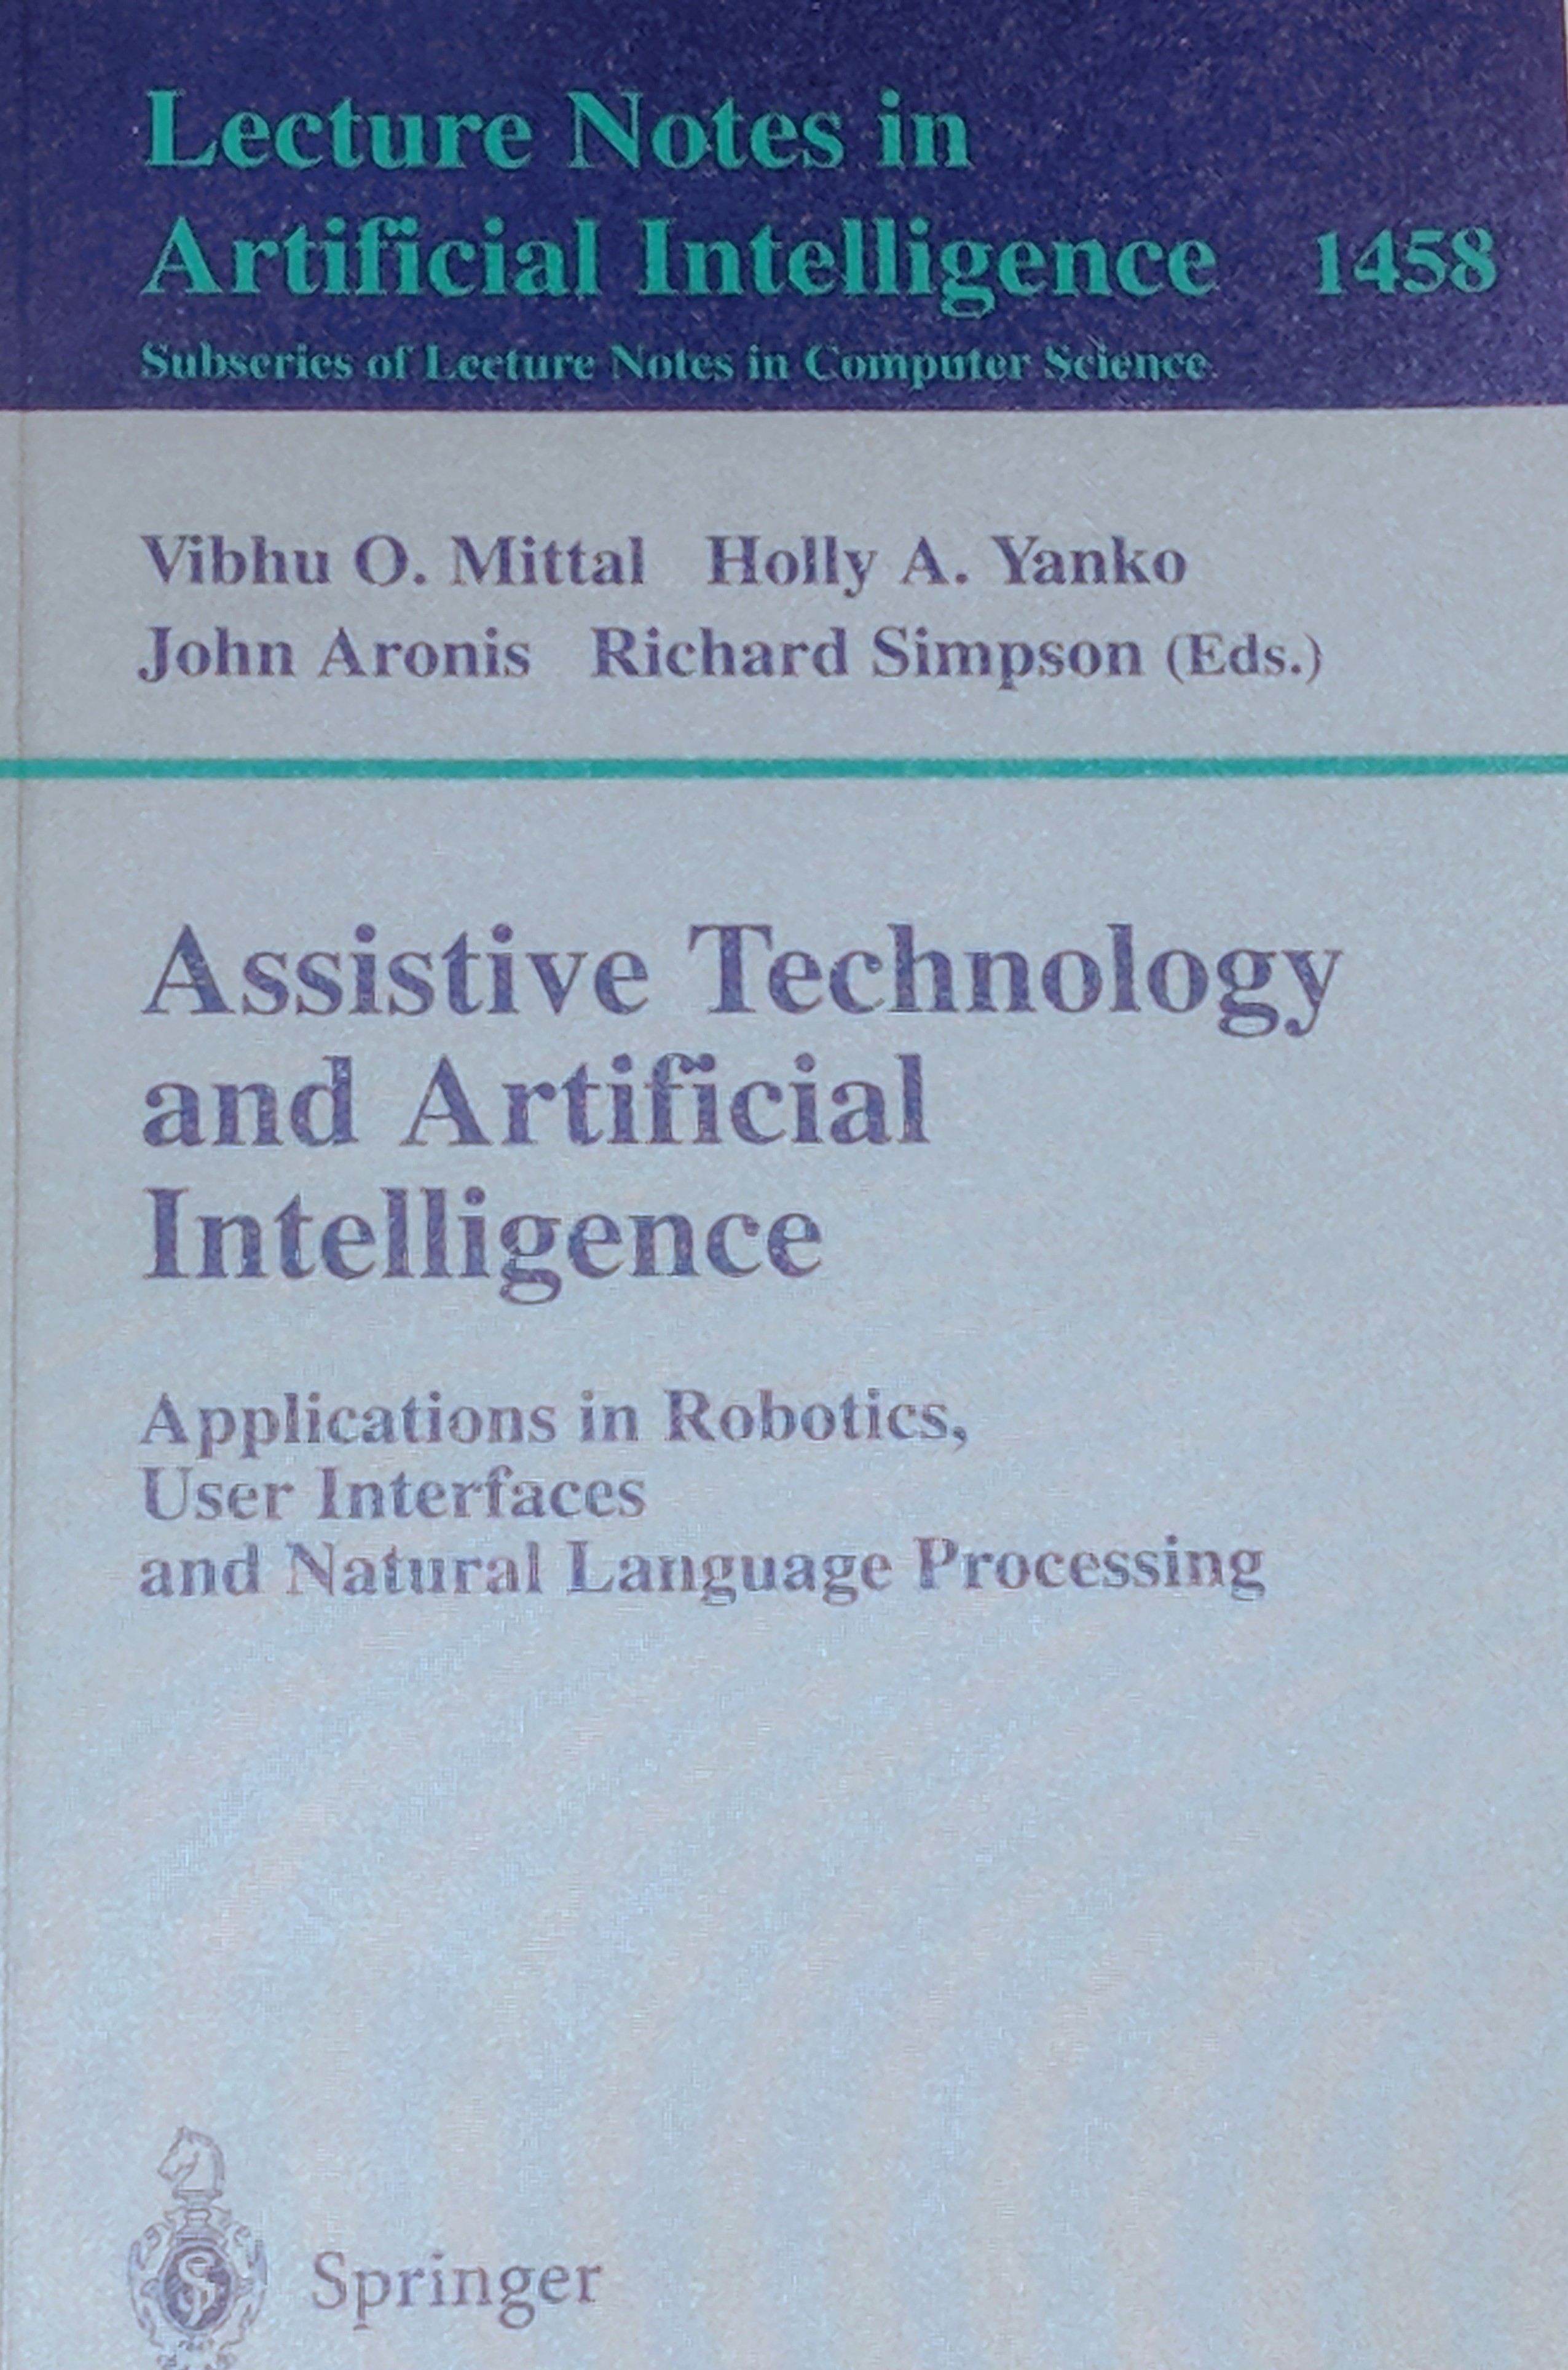 Lecture Notes in
Artificial Intelligence 1458
Subseries of Lecture Notes in Computer Science
Vibhu O. Mittal Holly A. Yanko
John Aronis Richard Simpson (Eds.)
Assistive Technology
and Artificial
Intelligence
Applications in Robotics,
User Interfaces
and Natural Language Processing
Springer